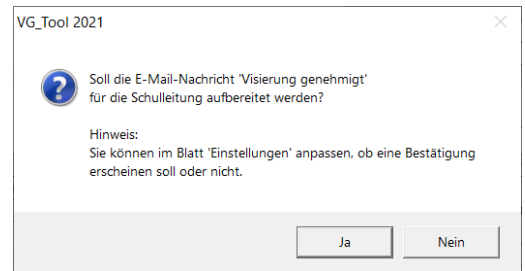 VG_Tool 2021
Soll die E-Mail-Nachricht 'Visierung genehmigt'
für die Schulleitung aufbereitet werden?
Hinweis:
Sie können im Blatt 'Einstellungen' anpassen, ob eine Bestätigung
erscheinen soll oder nicht.
Ja
Nein